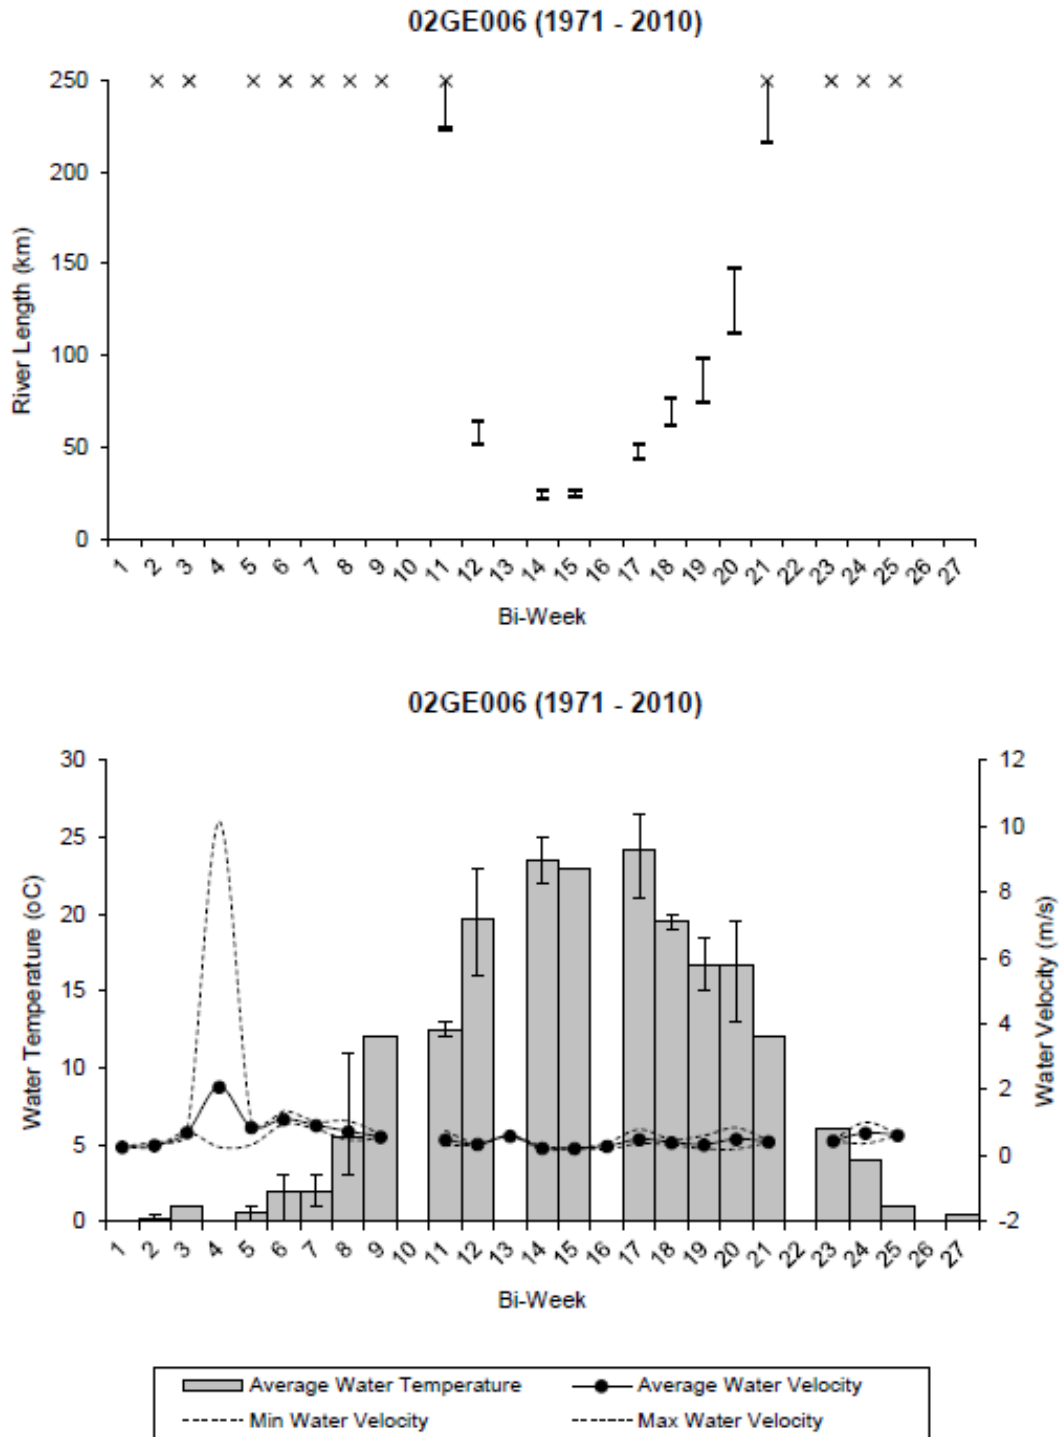 02GE006 (1971 - 2010)
250
200
150
100
50
0
River Length (km)
1 2 3 4 5 6 7 8 9 10 11 12 13 14 15 16 17 18 19 20 21 22 23 24 25 26 27
Bi-Week
02GE006 (1971 - 2010)
30
25
20
15
10
5
0
Water Temperature (oC)
12
10
8
6
4
2
0
-2
Water Velocity (m/s)
1 2 3 4 5 6 7 8 9 10 11 12 13 14 15 16 17 18 19 20 21 22 23 24 25 26 27
Bi-Week
Average Water Temperature
Average Water Velocity
Min Water Velocity
Max Water Velocity